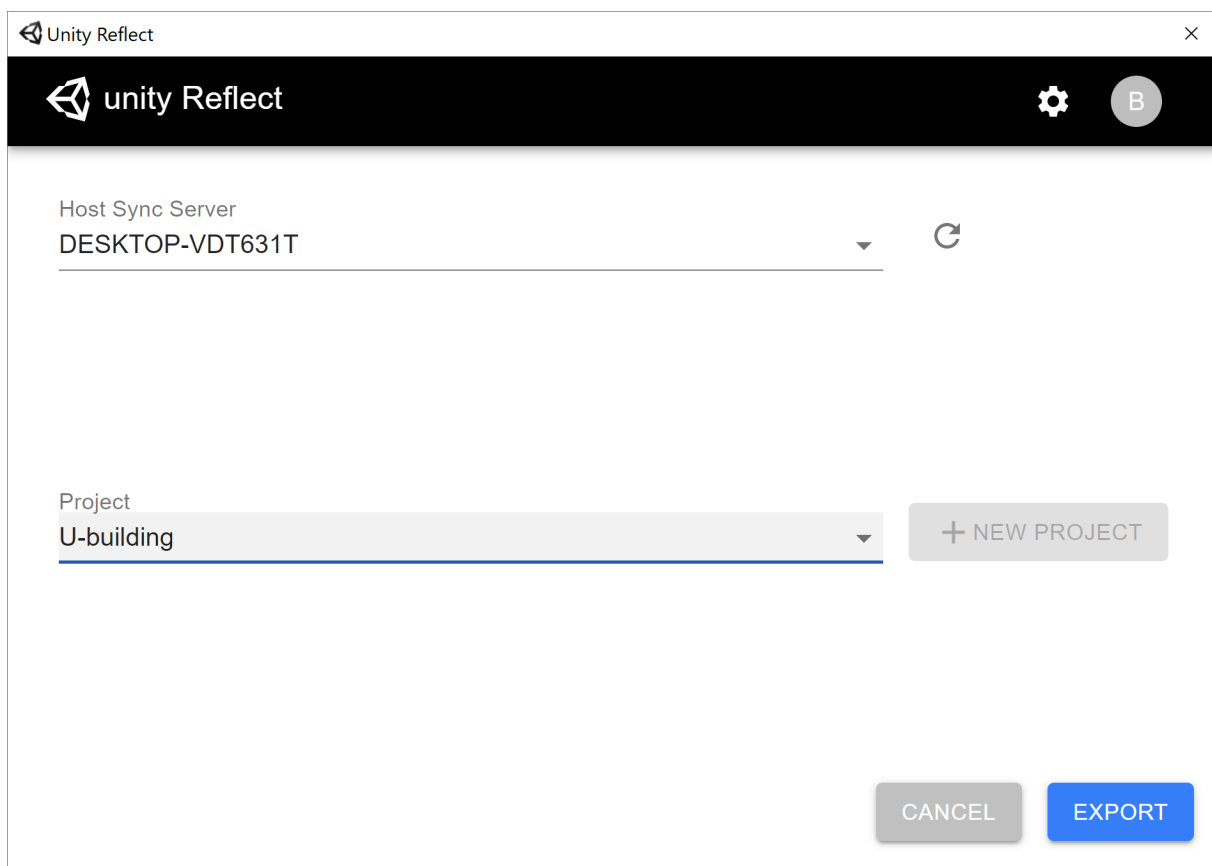 Unity Reflect
unity Reflect
B
Host Sync Server
DESKTOP-VDT631T
Project
U-building
NEW PROJECT
CANCEL
EXPORT